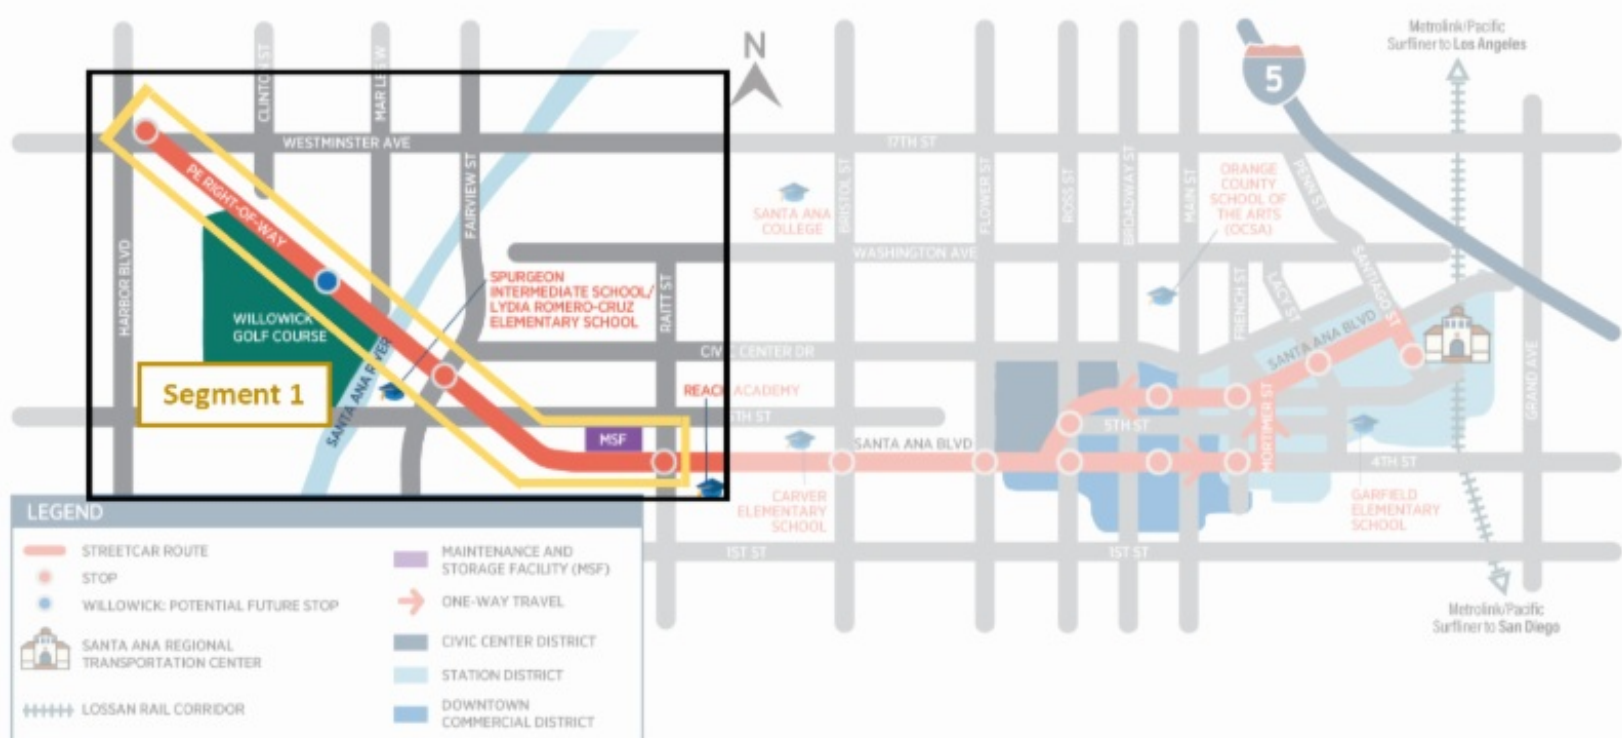 Metrolink/Pacific
Surfliner to Los Angeles
N
5
CLINTON ST
WESTMINSTER AVE
17TH ST
PE RIGHT-OF-WAY
FAIRVIEW ST
HARBOR BLVD
SANTA ANA
COLLEGE
BRISTOL ST
FLOWER ST
ROSS ST
BROADWAY ST
MAIN ST
ORANGE
COUNTY
SCHOOL OF
THE ARTS
(OCSA)
PENN ST
WASHINGTON AVE
SANTIAGO ST
FRENCH ST
LACY ST
SPURGEON
INTERMEDIATE SCHOOL/
LYDIA ROMERO-CRUZ
ELEMENTARY SCHOOL
RAITT ST
WILLOWICK
GOLF COURSE
SANTA ANA RIVER
CIVIC CENTER DR
SANTA ANA BLVD
GRAND AVE
Segment 1
REACH ACADEMY
5TH ST
MSF
SANTA ANA BLVD
5TH ST
MORTIMER ST
4TH ST
CARVER
ELEMENTARY
SCHOOL
GARFIELD
ELEMENTARY
SCHOOL
1ST ST
1ST ST
Metrolink/Pacific
Surfliner to San Diego
LEGEND
STREETCAR ROUTE
STOP
WILLOWICK: POTENTIAL FUTURE STOP
SANTA ANA REGIONAL
TRANSPORTATION CENTER
LOSSAN RAIL CORRIDOR
MAINTENANCE AND
STORAGE FACILITY (MSF)
ONE-WAY TRAVEL
CIVIC CENTER DISTRICT
STATION DISTRICT
DOWNTOWN
COMMERCIAL DISTRICT